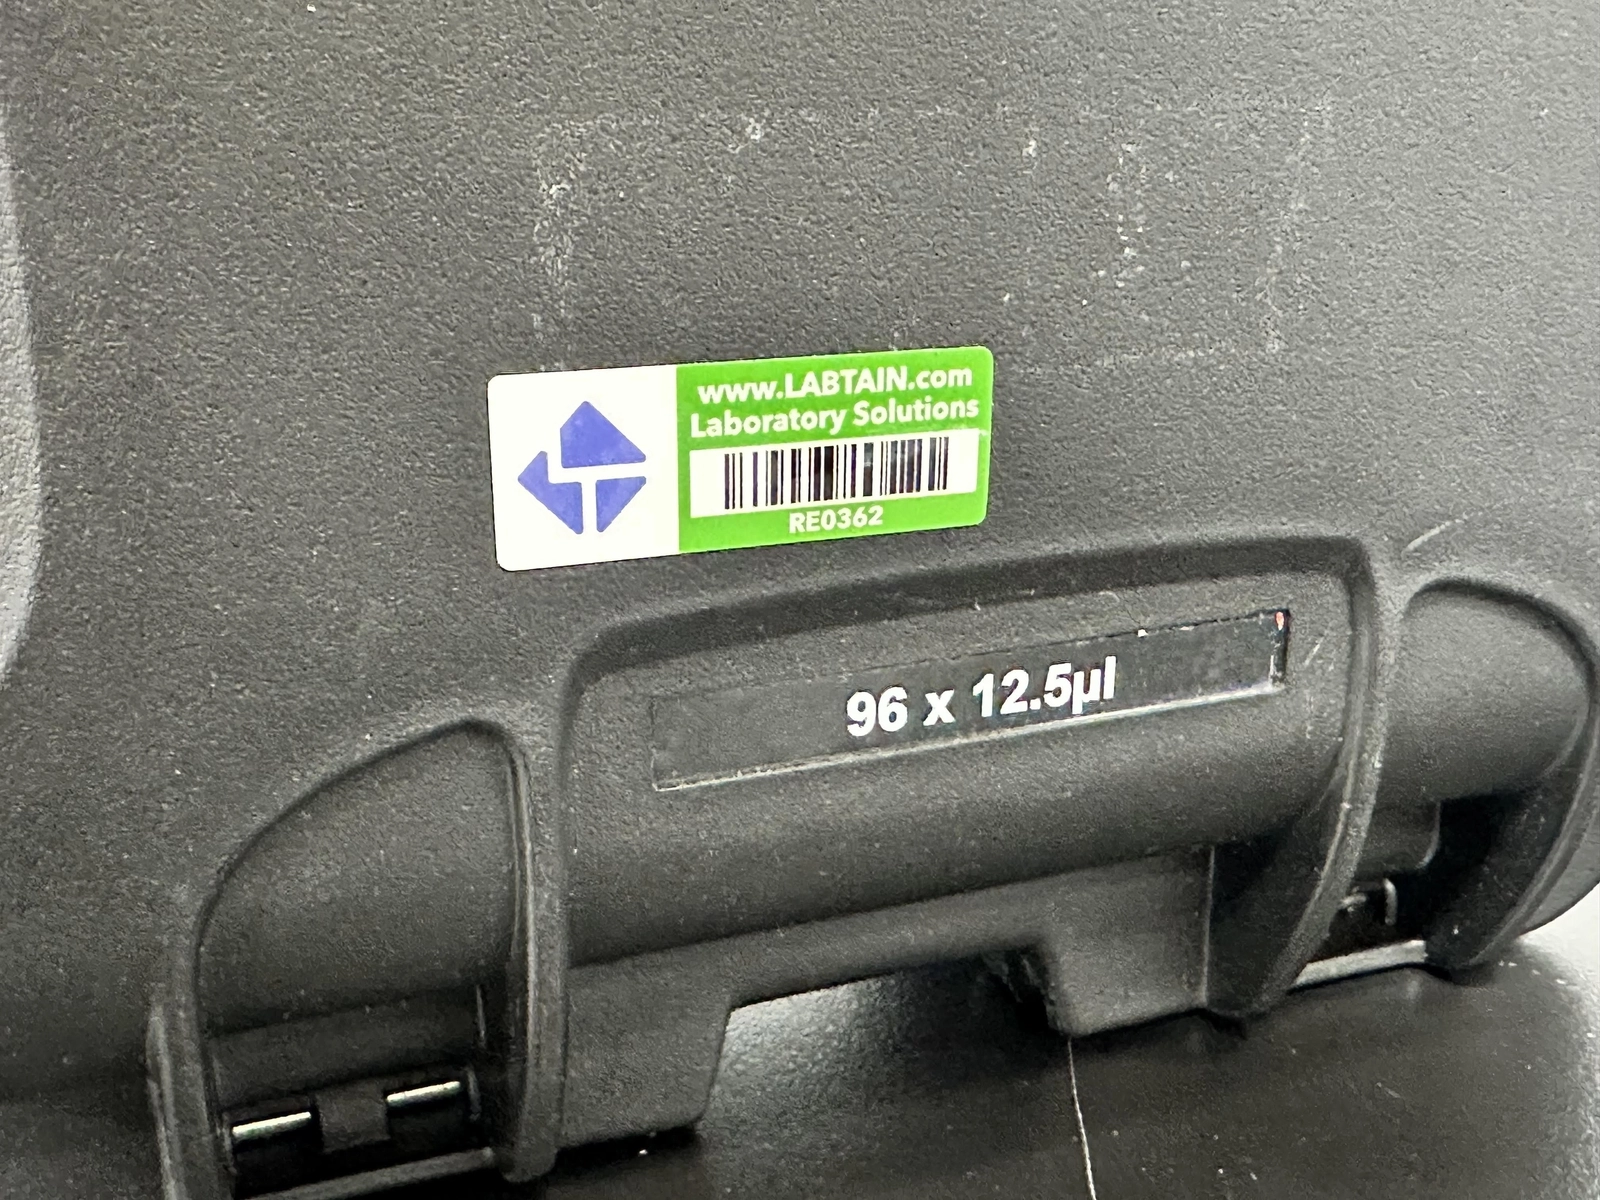 www.LABTAIN.com
Laboratory Solutions
RE0362
96 x 12.5µl